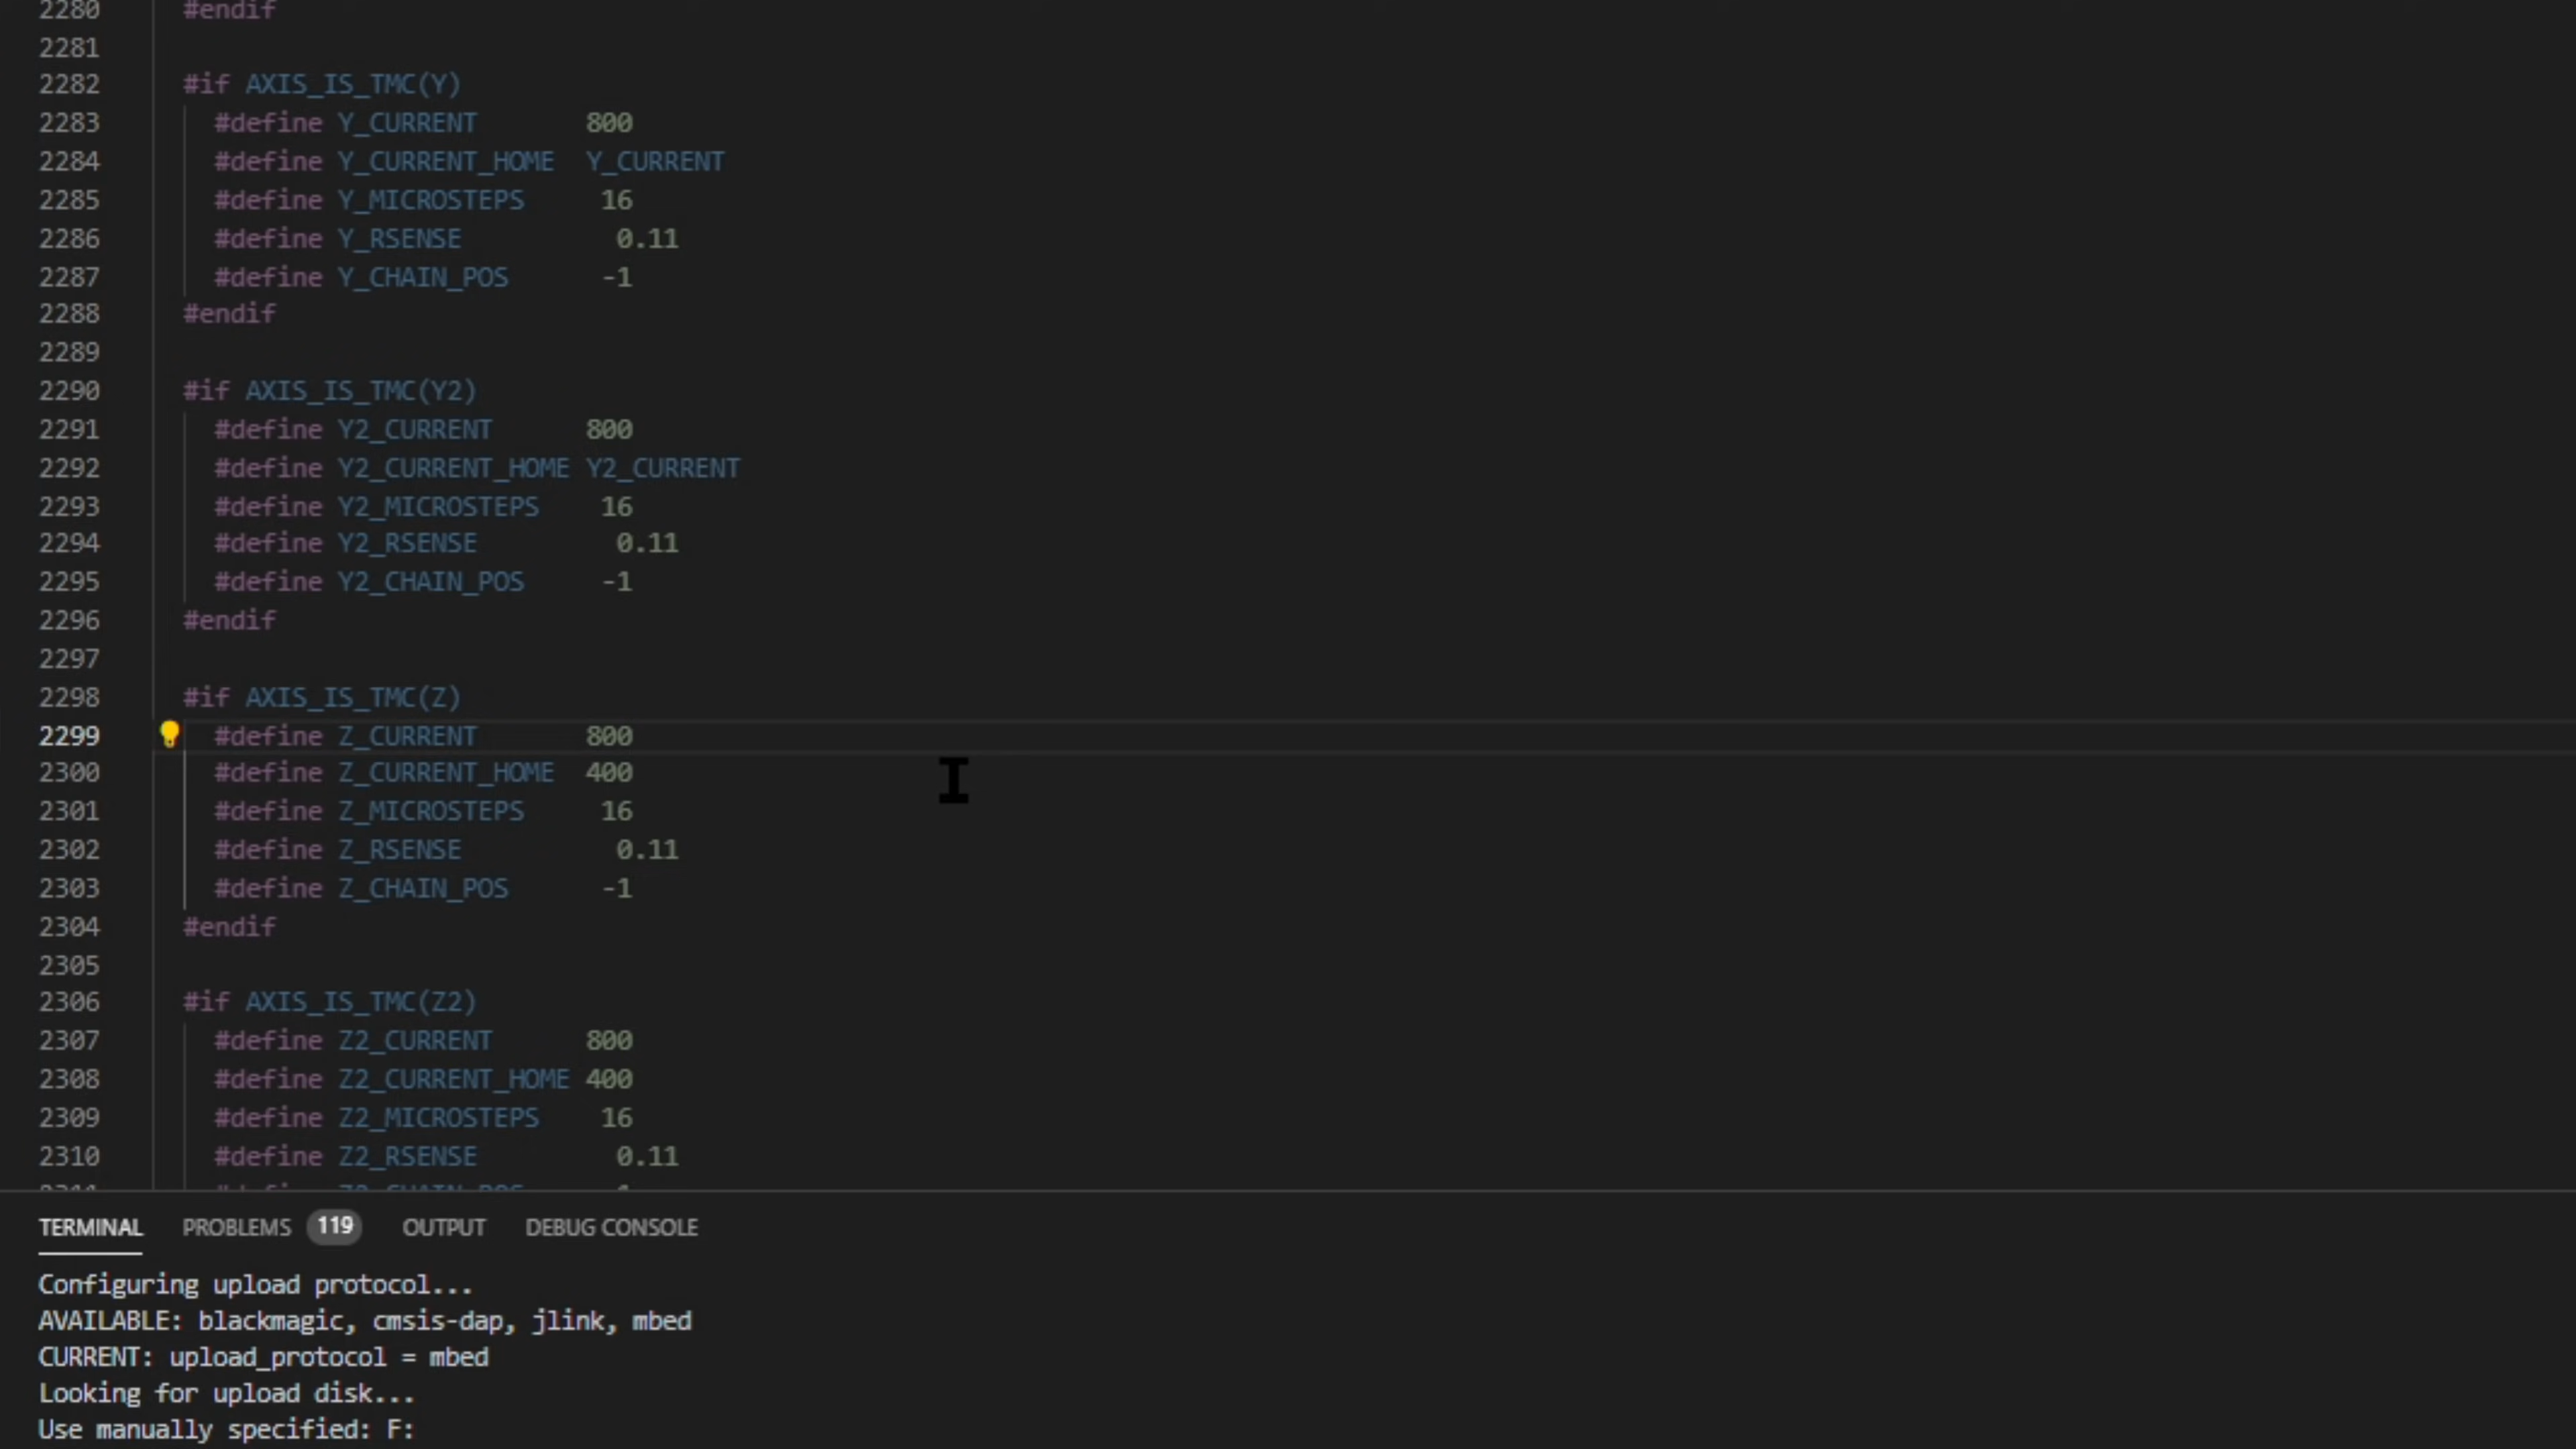 2280 #endif
2281
2282 #if AXIS_IS_TMC(Y)
2283 #define Y_CURRENT 800
2284 #define Y_CURRENT_HOME Y_CURRENT
2285 #define Y_MICROSTEPS 16
2286 #define Y_RSENSE 0.11
2287 #define Y_CHAIN_POS -1
2288 #endif
2289
2290 #if AXIS_IS_TMC(Y2)
2291 #define Y2_CURRENT 800
2292 #define Y2_CURRENT_HOME Y2_CURRENT
2293 #define Y2_MICROSTEPS 16
2294 #define Y2_RSENSE 0.11
2295 #define Y2_CHAIN_POS -1
2296 #endif
2297
2298 #if AXIS_IS_TMC(Z)
2299 #define Z_CURRENT 800
2300 #define Z_CURRENT_HOME 400
2301 #define Z_MICROSTEPS 16
2302 #define Z_RSENSE 0.11
2303 #define Z_CHAIN_POS -1
2304 #endif
2305
2306 #if AXIS_IS_TMC(Z2)
2307 #define Z2_CURRENT 800
2308 #define Z2_CURRENT_HOME 400
2309 #define Z2_MICROSTEPS 16
2310 #define Z2_RSENSE 0.11
TERMINAL PROBLEMS 119 OUTPUT DEBUG CONSOLE
Configuring upload protocol...
AVAILABLE: blackmagic, cmsis-dap, jlink, mbed
CURRENT: upload_protocol = mbed
Looking for upload disk...
Use manually specified: F: